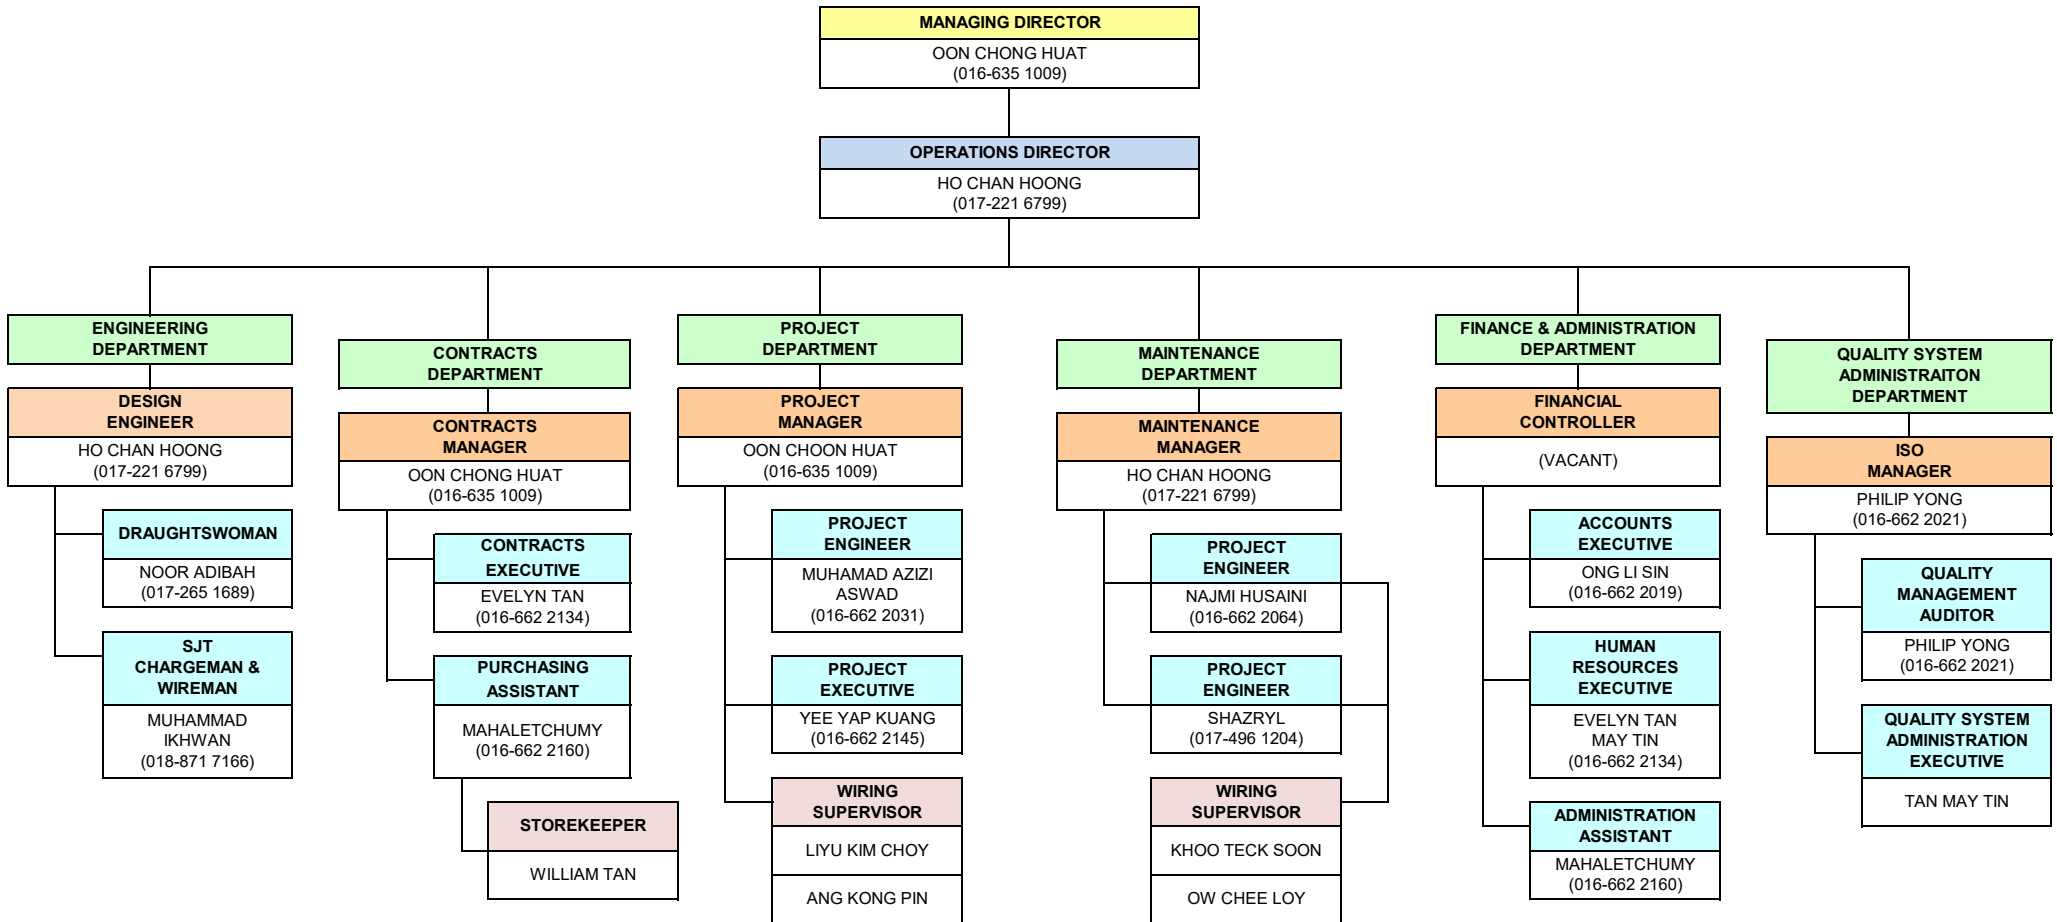 MANAGING DIRECTOR
OON CHONG HUAT
(016-635 1009)
OPERATIONS DIRECTOR
HO CHAN HOONG
(017-221 6799)
ENGINEERING
DEPARTMENT
DESIGN
ENGINEER
HO CHAN HOONG
(017-221 6799)
DRAUGHTSWOMAN
NOOR ADIBAH
(017-265 1689)
SJT
CHARGEMAN &
WIREMAN
MUHAMMAD
IKHWAN
(018-871 7166)
CONTRACTS
DEPARTMENT
CONTRACTS
MANAGER
OON CHONG HUAT
(016-635 1009)
CONTRACTS
EXECUTIVE
EVELYN TAN
(016-662 2134)
PURCHASING
ASSISTANT
MAHALETCHUMY
(016-662 2160)
STOREKEEPER
WILLIAM TAN
PROJECT
DEPARTMENT
PROJECT
MANAGER
OON CHOON HUAT
(016-635 1009)
PROJECT
ENGINEER
MUHAMAD AZIZI
ASWAD
(016-662 2031)
PROJECT
EXECUTIVE
YEE YAP KUANG
(016-662 2145)
WIRING
SUPERVISOR
LIYU KIM CHOY
ANG KONG PIN
MAINTENANCE
DEPARTMENT
MAINTENANCE
MANAGER
HO CHAN HOONG
(017-221 6799)
PROJECT
ENGINEER
NAJMI HUSAINI
(016-662 2064)
PROJECT
ENGINEER
SHAZRYL
(017-496 1204)
WIRING
SUPERVISOR
KHOO TECK SOON
OW CHEE LOY
FINANCE & ADMINISTRATION
DEPARTMENT
FINANCIAL
CONTROLLER
(VACANT)
ACCOUNTS
EXECUTIVE
ONG LI SIN
(016-662 2019)
HUMAN
RESOURCES
EXECUTIVE
EVELYN TAN
MAY TIN
(016-662 2134)
ADMINISTRATION
ASSISTANT
MAHALETCHUMY
(016-662 2160)
QUALITY SYSTEM
ADMINISTRAITON
DEPARTMENT
ISO
MANAGER
PHILIP YONG
(016-662 2021)
QUALITY
MANAGEMENT
AUDITOR
PHILIP YONG
(016-662 2021)
QUALITY SYSTEM
ADMINISTRATION
EXECUTIVE
TAN MAY TIN